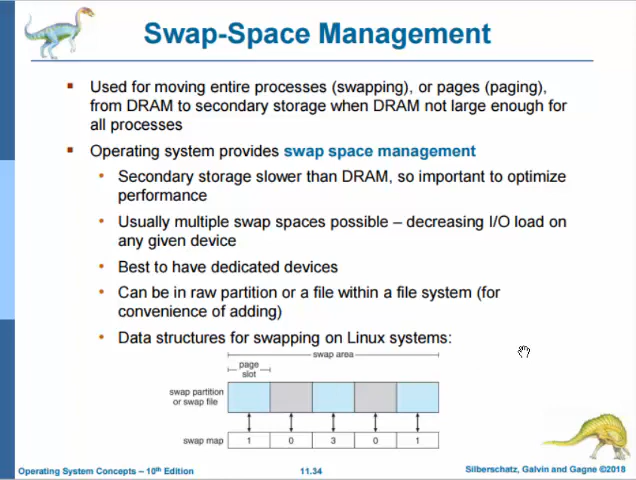 Swap-Space Management
Used for moving entire processes (swapping), or pages (paging),
from DRAM to secondary storage when DRAM not large enough for
all processes
Operating system provides swap space management
Secondary storage slower than DRAM, so important to optimize
performance
Usually multiple swap spaces possible – decreasing I/O load on
any given device
Best to have dedicated devices
Can be in raw partition or a file within a file system (for
convenience of adding)
Data structures for swapping on Linux systems:
swap area
page
slot
swap partition
or swap file
swap map 1 0 3 0 1
Operating System Concepts – 10th Edition 11.34 Silberschatz, Galvin and Gagne ©2018